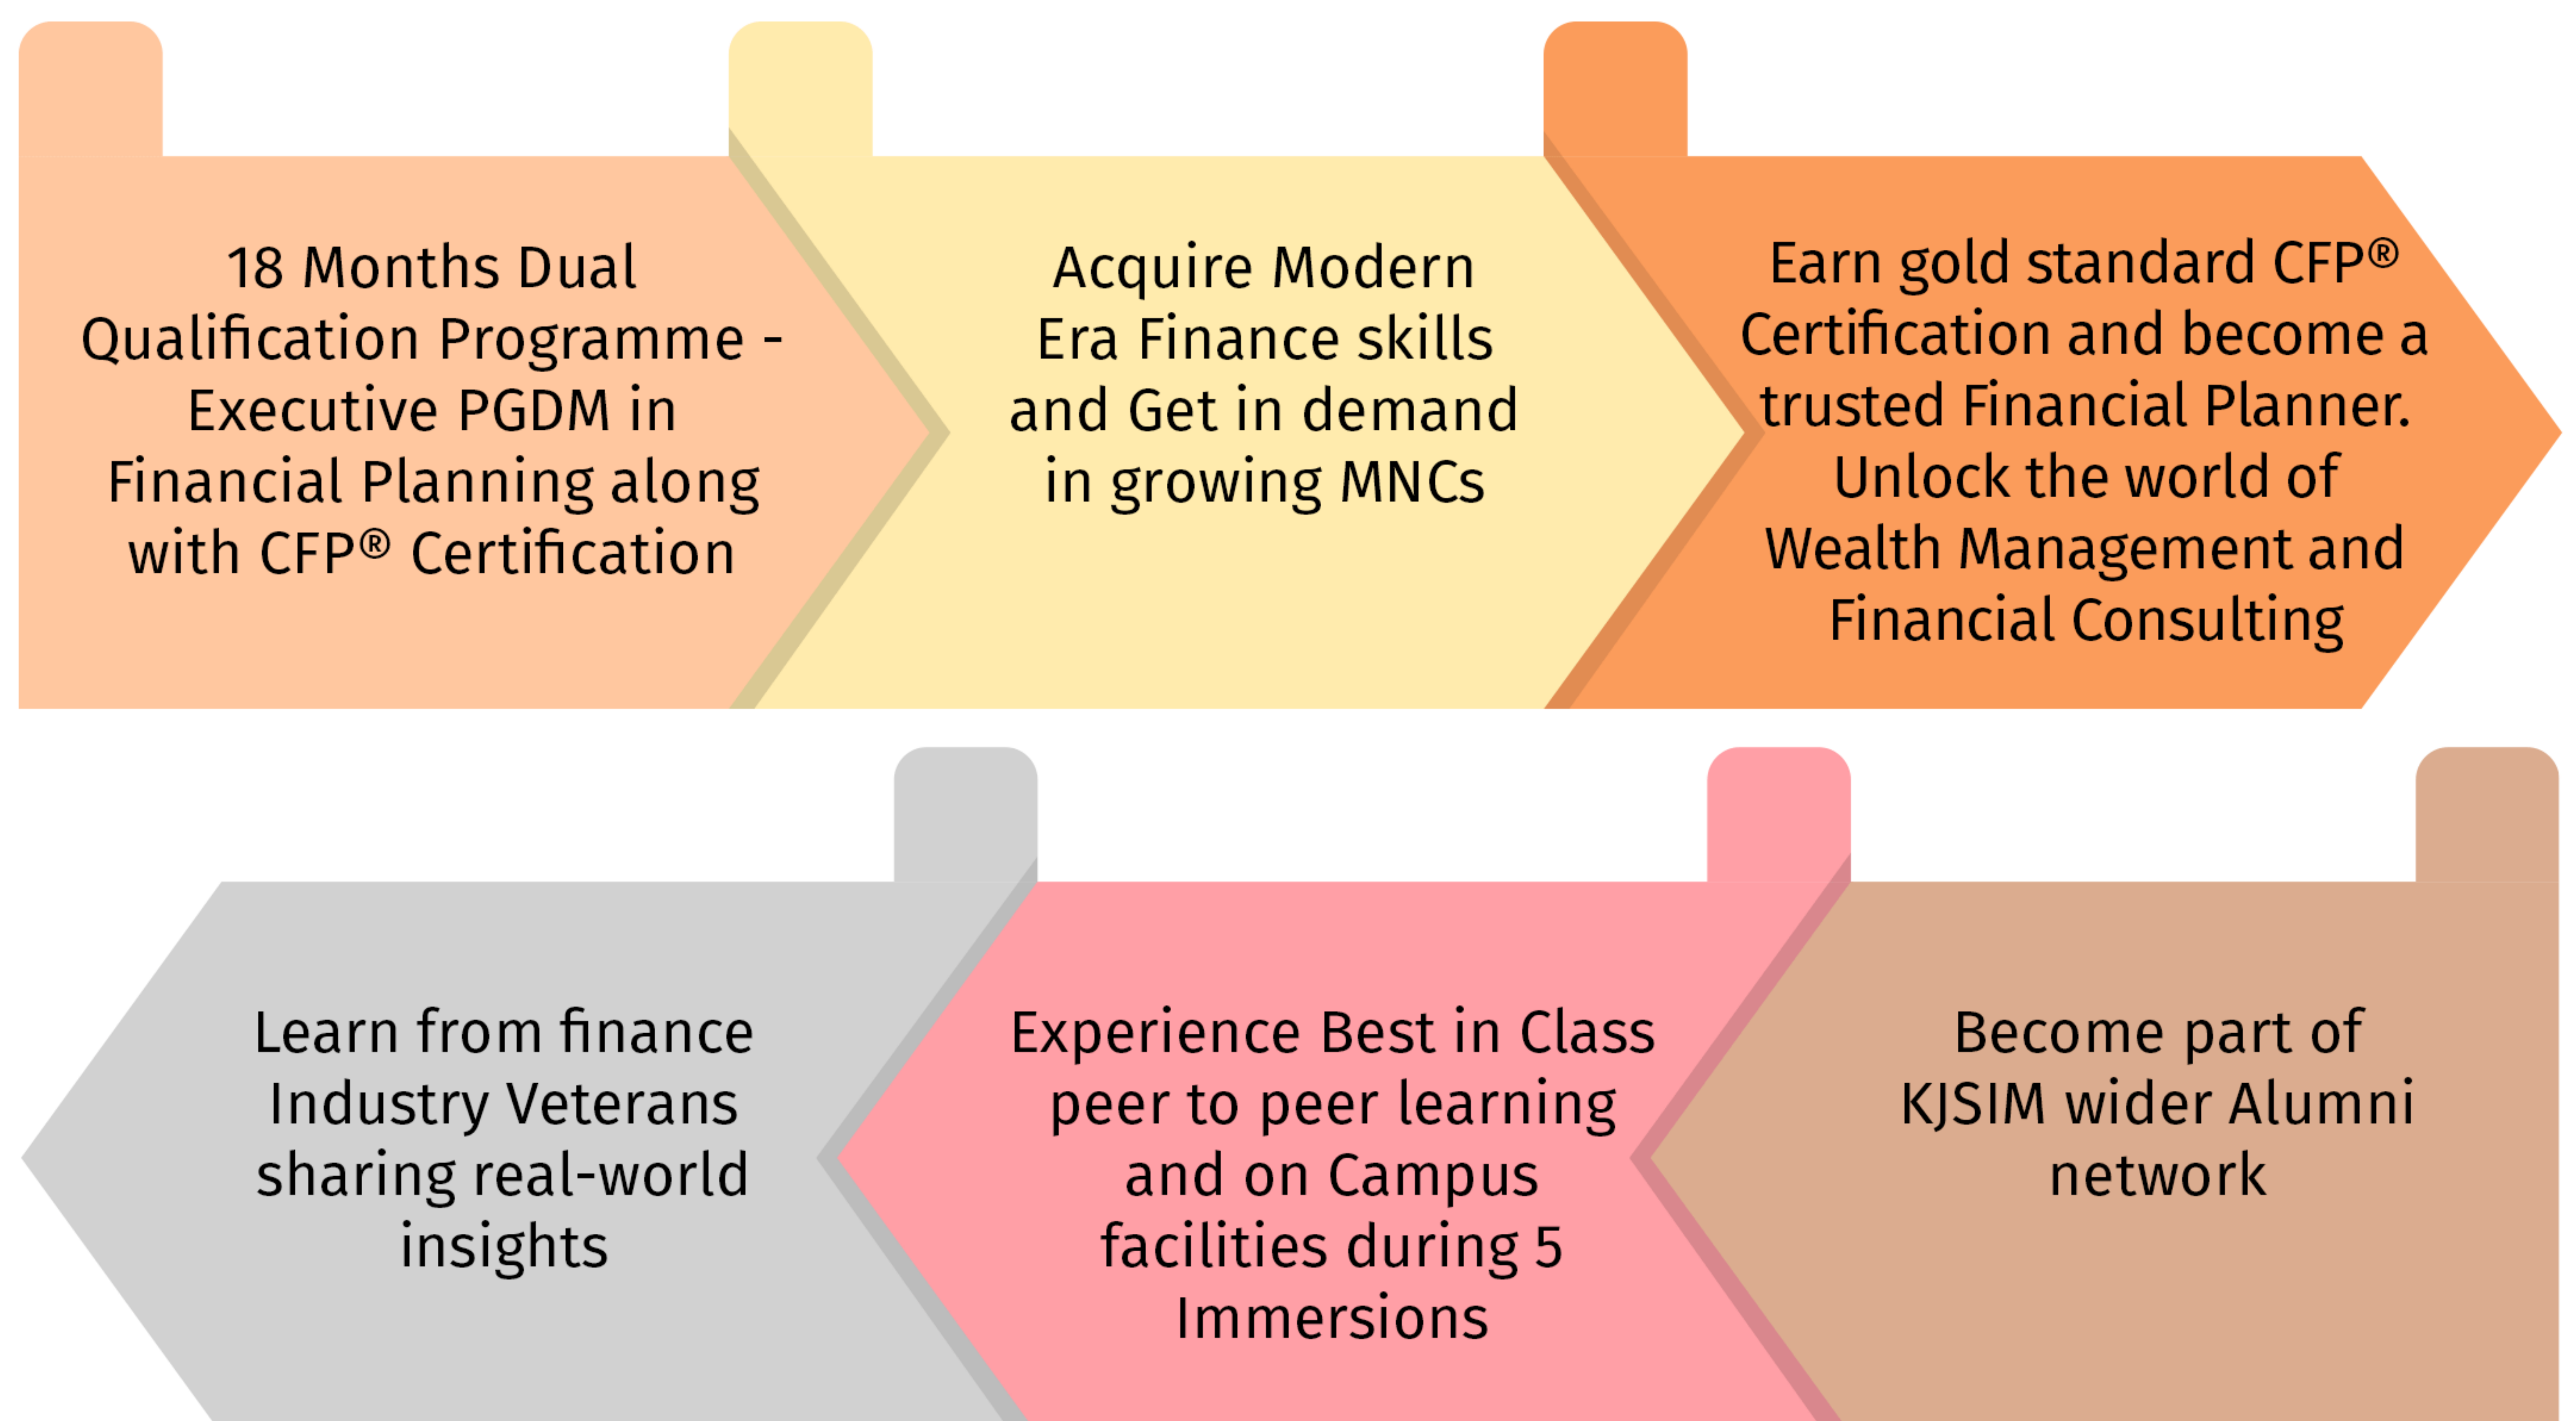 18 Months Dual
Qualification Programme -
Executive PGDM in
Financial Planning along
with CFP® Certification
Acquire Modern
Era Finance skills
and Get in demand
in growing MNCs
Earn gold standard CFP®
Certification and become a
trusted Financial Planner.
Unlock the world of
Wealth Management and
Financial Consulting
Learn from finance
Industry Veterans
sharing real-world
insights
Experience Best in Class
peer to peer learning
and on Campus
facilities during 5
Immersions
Become part of
KJSIM wider Alumni
network